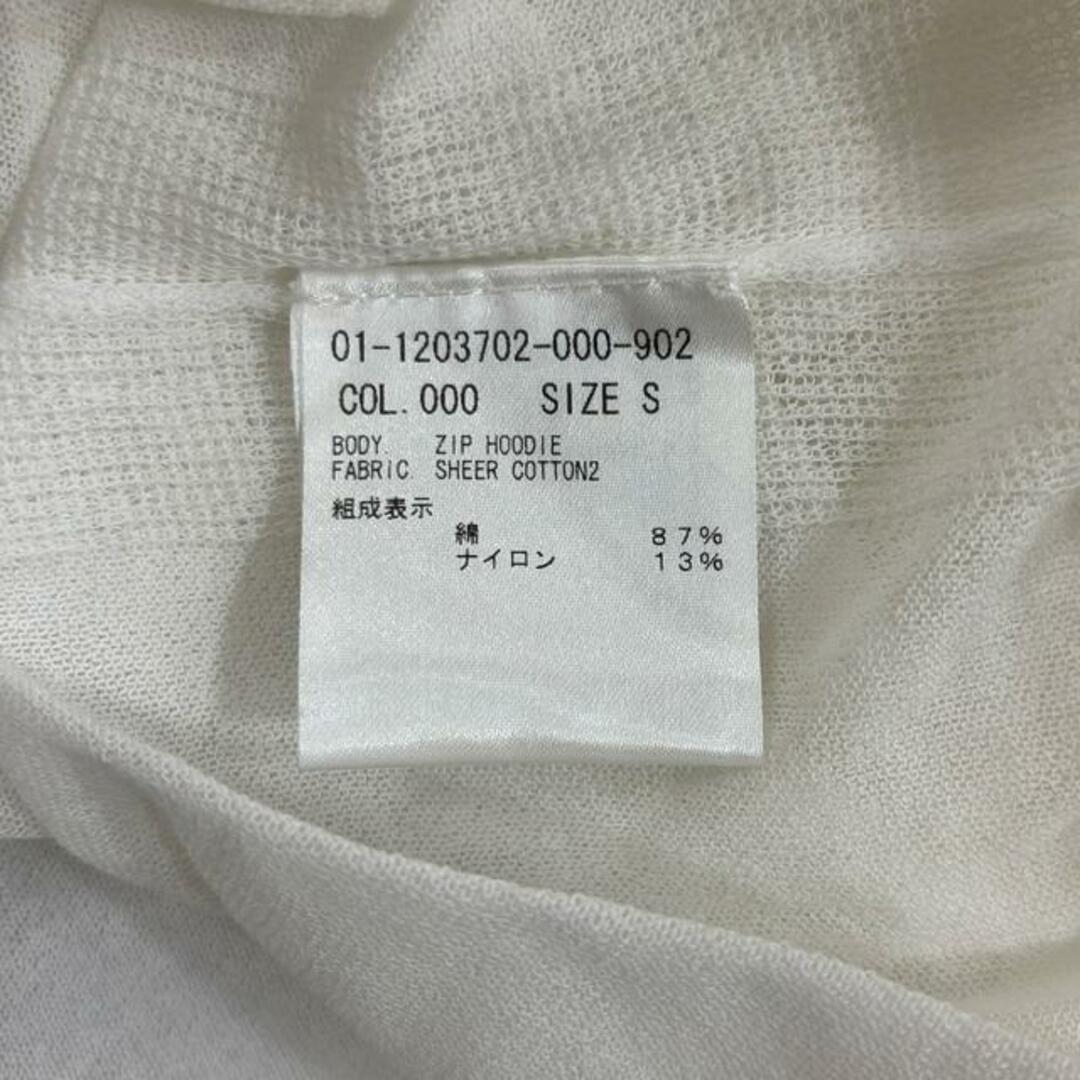 01-1203702-000-902
COL. 000 SIZE S
BODY. ZIP HOODIE
FABRIC. SHEER COTTON2
組成表示
綿 87%
ナイロン 13%